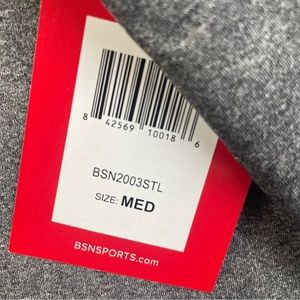 8 42569 10018 6
BSN2003STL
SIZE: MED
BSNSPORTS.com